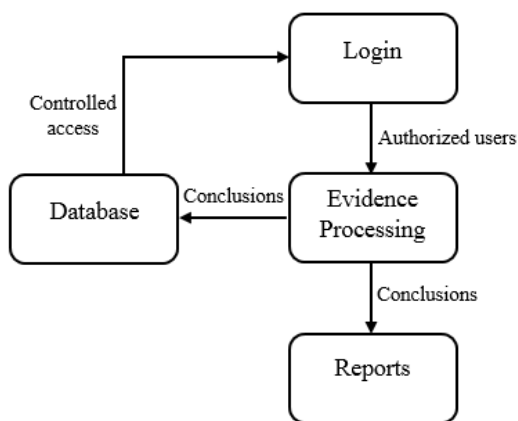 Login
Controlled
access
Authorized users
Database
Conclusions
Evidence
Processing
Conclusions
Reports